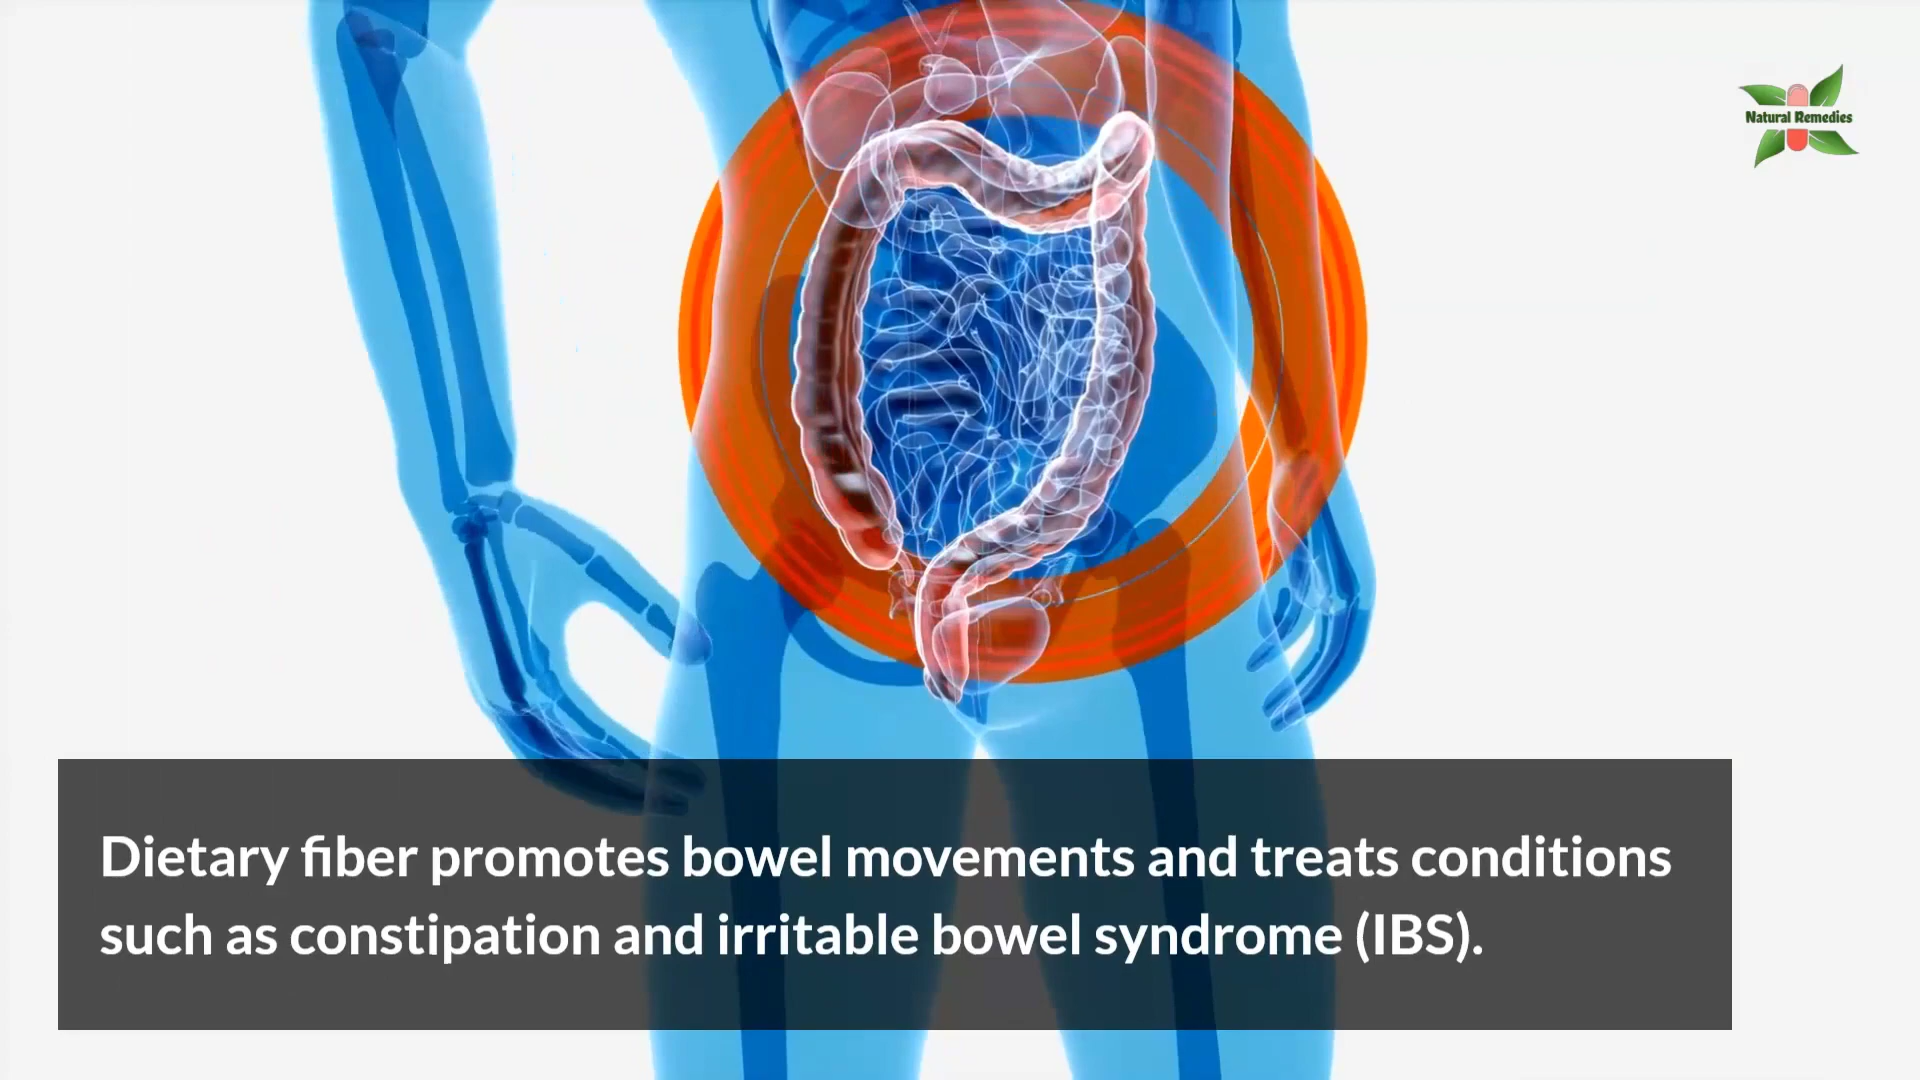 Natural Remedies
Dietary fiber promotes bowel movements and treats conditions
such as constipation and irritable bowel syndrome (IBS).